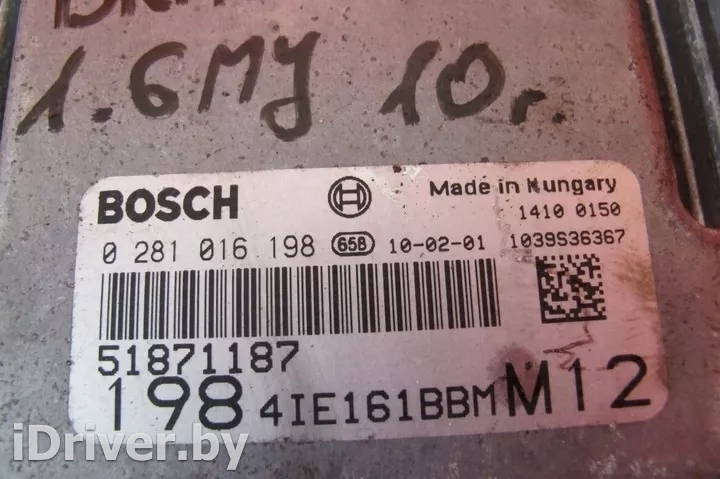 1.6МУ 10г.
BOSCH
Made in Hungary
1410 0150
0 281 016 198 658 10-02-01 1039S36367
51871187
198 4IE161BBM M12
iDriver.by